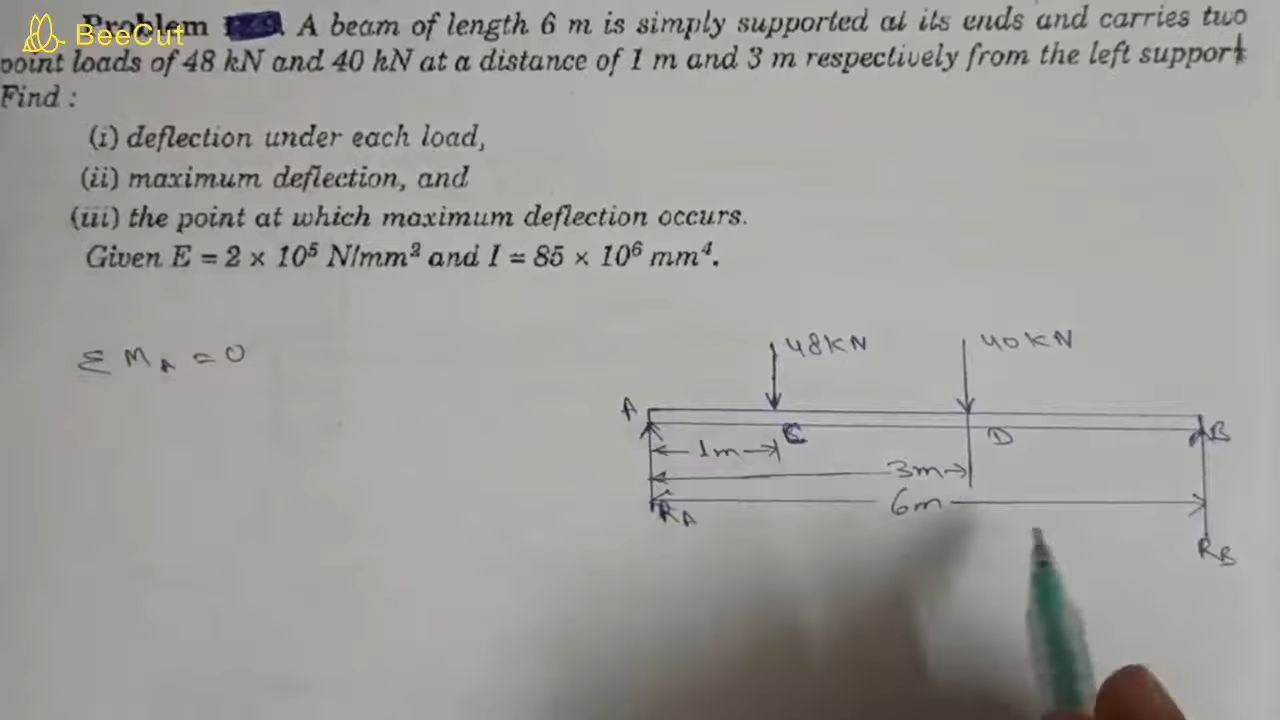 BeeCut
Problem A beam of length 6 m is simply supported at its ends and carries two
point loads of 48 kN and 40 kN at a distance of 1 m and 3 m respectively from the left support
Find :
(i) deflection under each load,
(ii) maximum deflection, and
(iii) the point at which maximum deflection occurs.
Given E = 2 × 10⁵ N/mm² and I = 85 × 10⁶ mm⁴.
Σ M_A = 0
48KN 40KN
A C D B
1m
3m
6m
R_A R_B